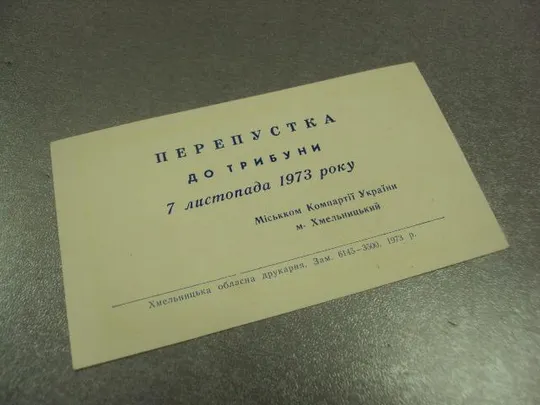 ПЕРЕПУСТКА
ДО ТРИБУНИ
7 листопада 1973 року
Міськком Компартії України
м. Хмельницький
Хмельницька обласна друкарня. Зам. 6145—3500. 1973 р.